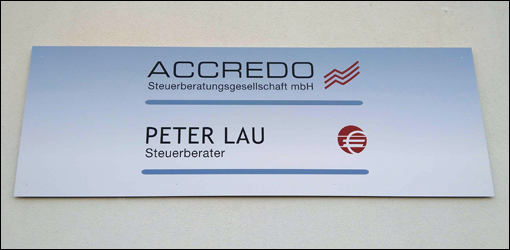 ACCREDO
Steuerberatungsgesellschaft mbH
PETER LAU
Steuerberater